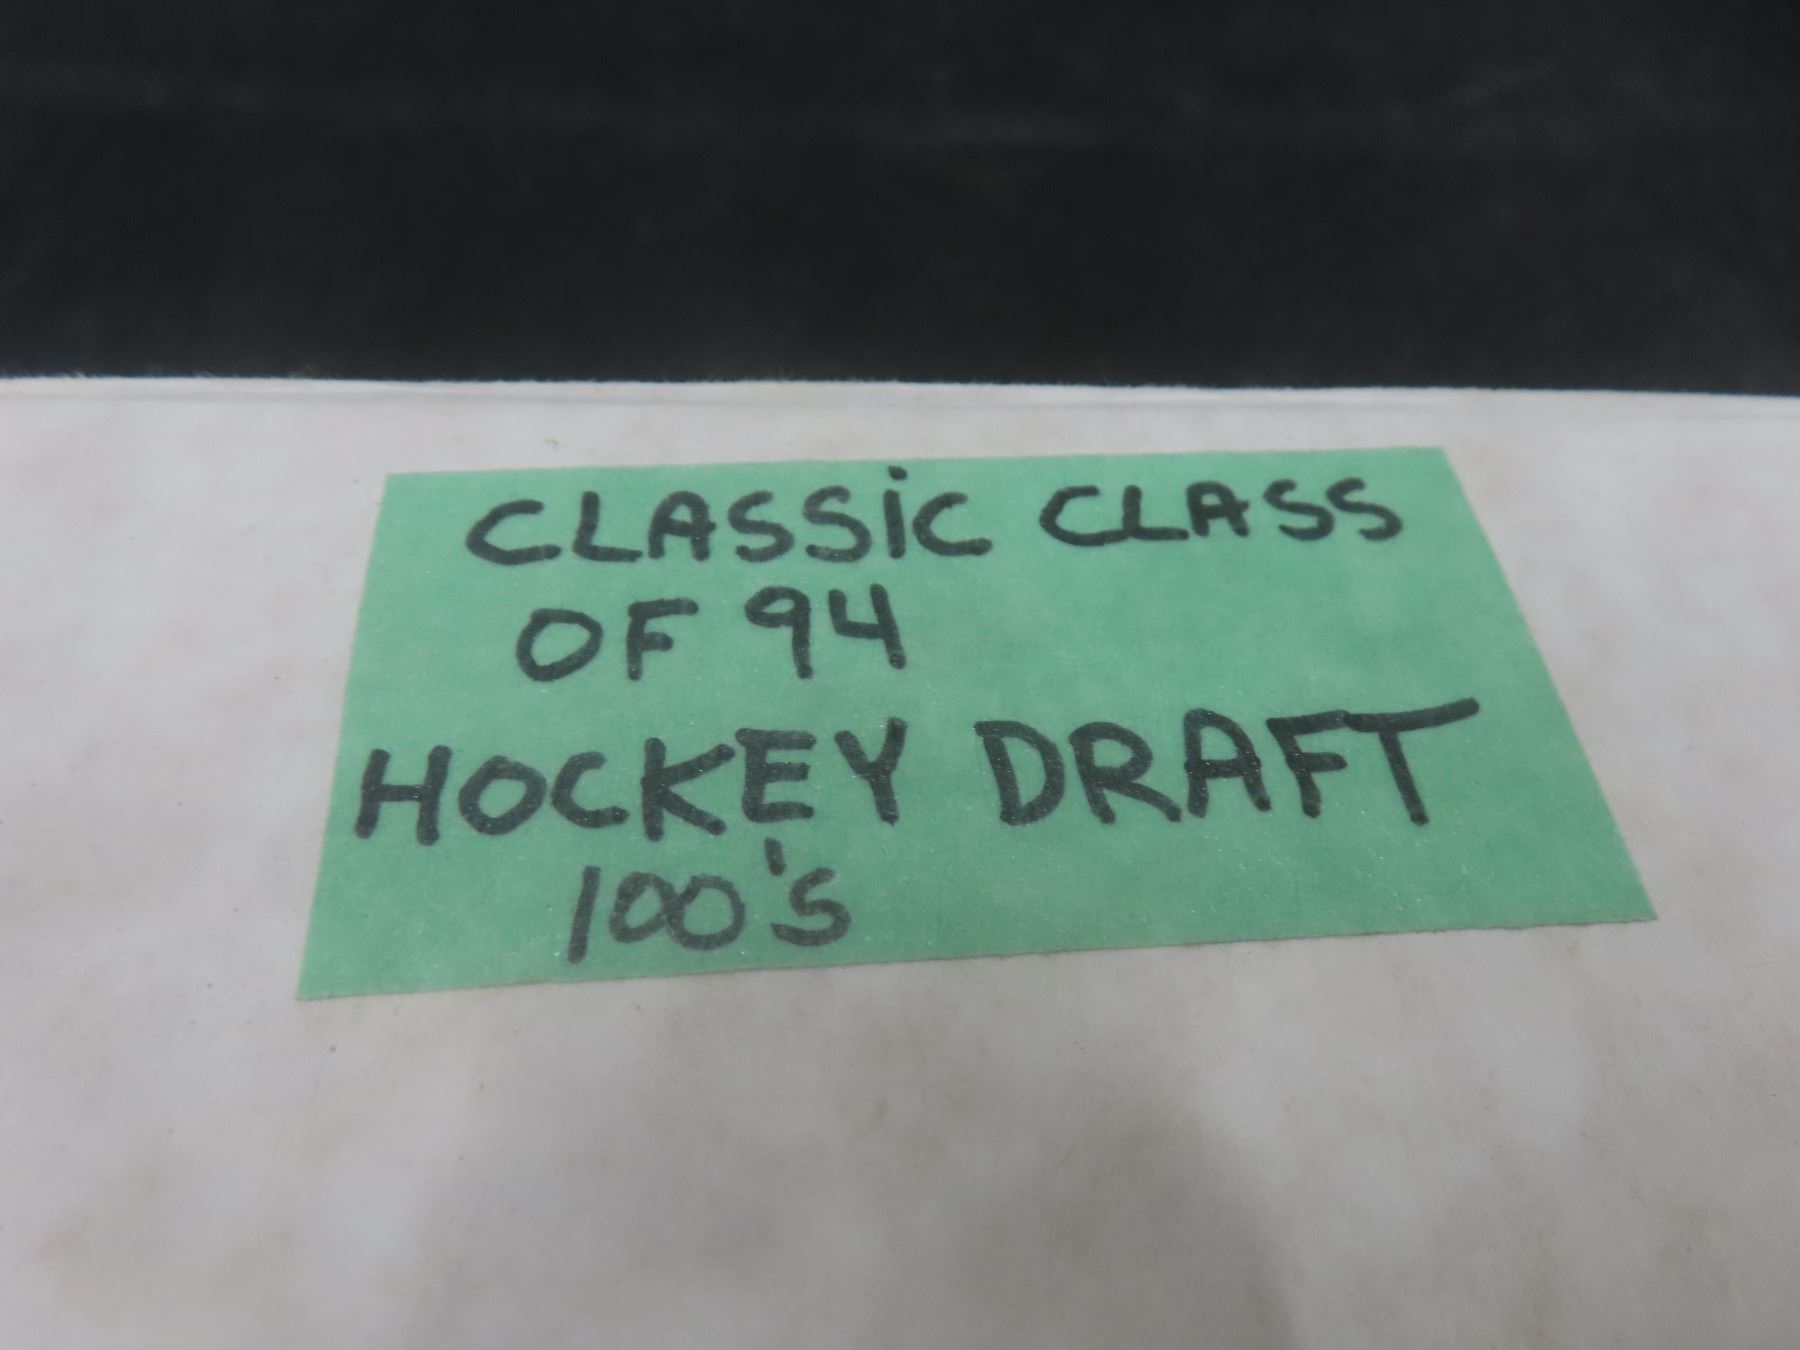 CLASSiC CLASS
OF 94
HOCKEY DRAFT
100's